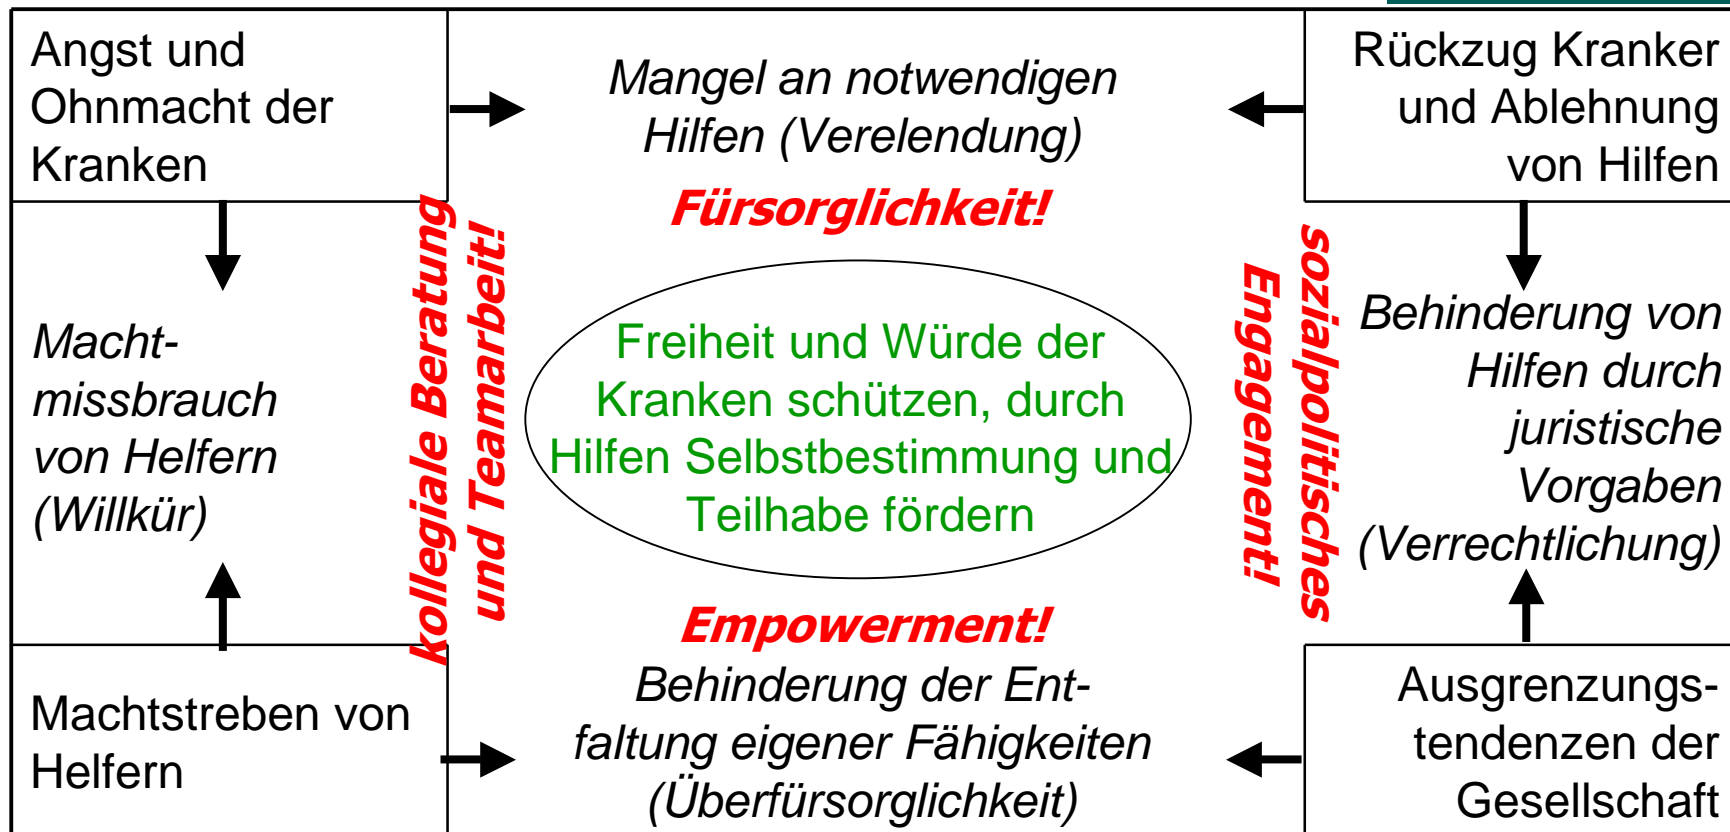 Angst und
Ohnmacht der
Kranken
Mangel an notwendigen
Hilfen (Verelendung)
Rückzug Kranker
und Ablehnung
von Hilfen
Fürsorglichkeit!
kollegiale Beratung
und Teamarbeit!
sozialpolitisches
Engagement!
Macht-
missbrauch
von Helfern
(Willkür)
Freiheit und Würde der
Kranken schützen, durch
Hilfen Selbstbestimmung und
Teilhabe fördern
Behinderung von
Hilfen durch
juristische
Vorgaben
(Verrechtlichung)
Empowerment!
Machtstreben von
Helfern
Behinderung der Ent-
faltung eigener Fähigkeiten
(Überfürsorglichkeit)
Ausgrenzungs-
tendenzen der
Gesellschaft